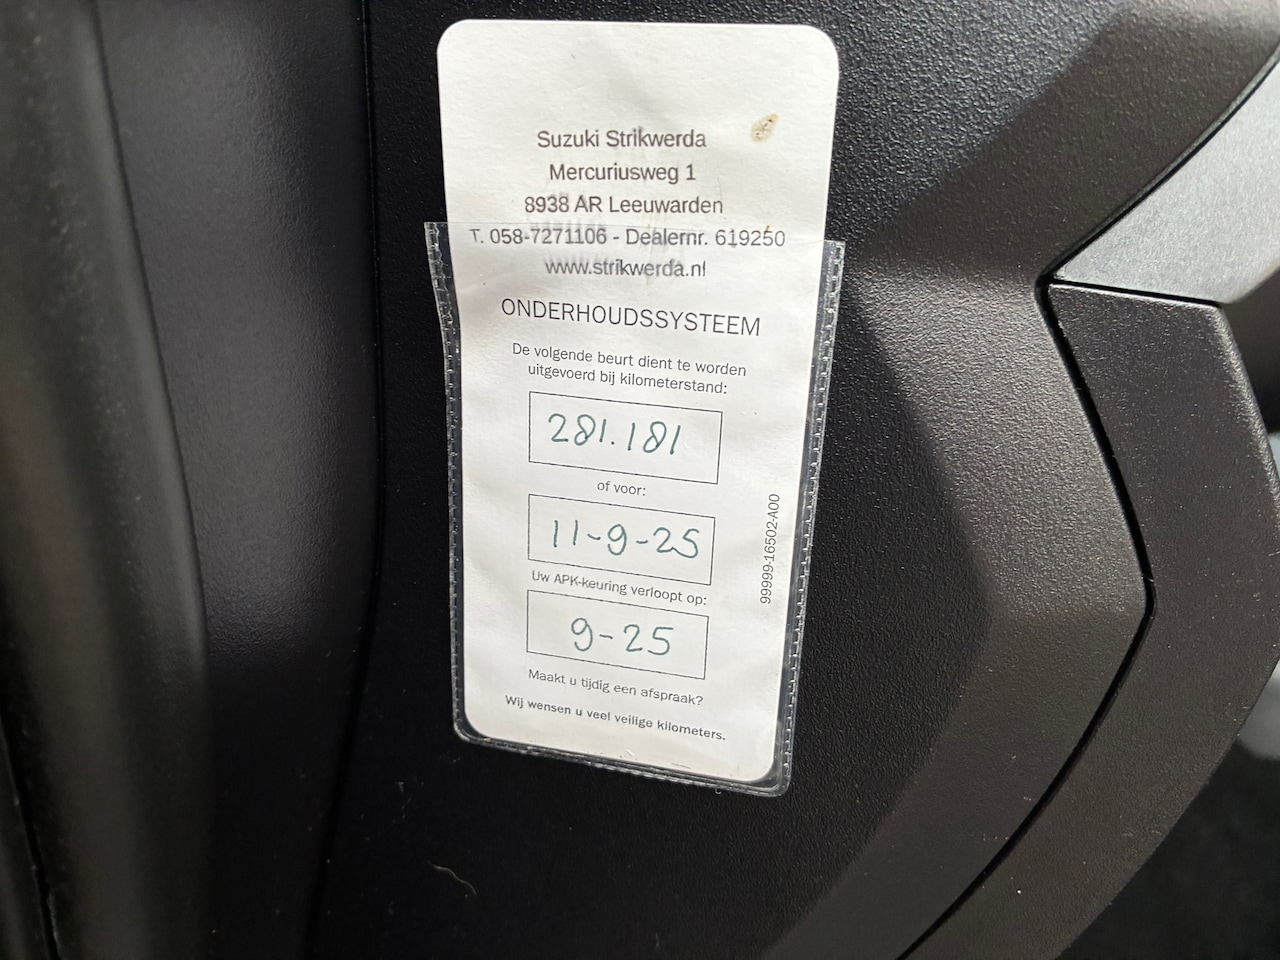 Suzuki Strikwerda
Mercuriusweg 1
8938 AR Leeuwarden
T. 058-7271106 - Dealernr. 619250
www.strikwerda.nl
ONDERHOUDSSYSTEEM
De volgende beurt dient te worden
uitgevoerd bij kilometerstand:
281.181
of voor:
11-9-25
Uw APK-keuring verloopt op:
9-25
Maakt u tijdig een afspraak?
Wij wensen u veel veilige kilometers.
99999-16502-A00